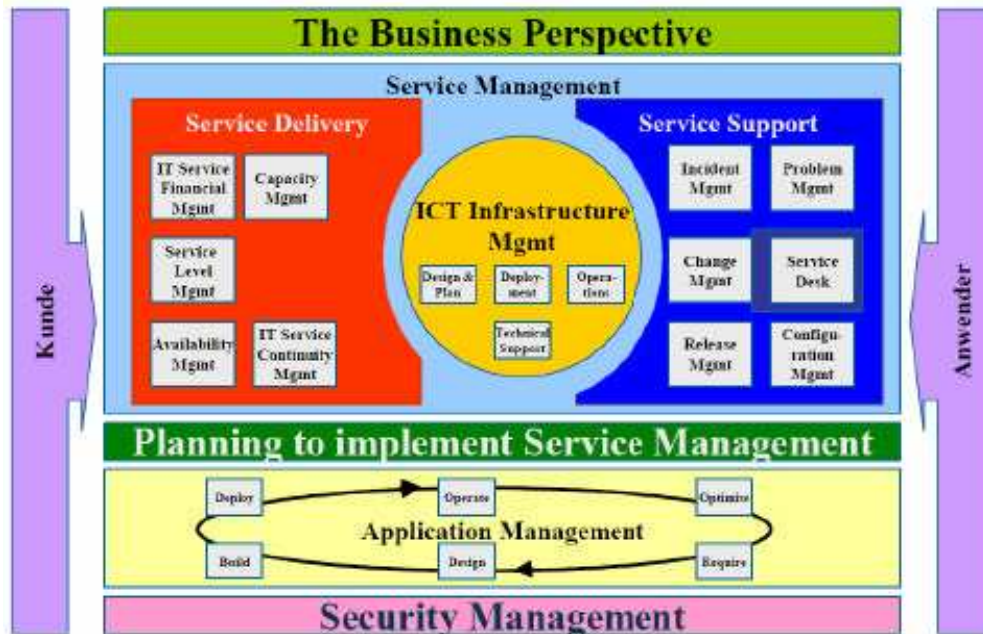 The Business Perspective
Service Management
Service Delivery
Service Support
IT Service
Financial
Mgmt
Capacity
Mgmt
Service
Level
Mgmt
Availability
Mgmt
IT Service
Continuity
Mgmt
ICT Infrastructure
Mgmt
Design &
Plan
Deploy-
ment
Opera-
tions
Technical
Support
Incident
Mgmt
Problem
Mgmt
Change
Mgmt
Service
Desk
Release
Mgmt
Configu-
ration
Mgmt
Kunde
Anwender
Planning to implement Service Management
Deploy
Operate
Optimise
Application Management
Build
Design
Require
Security Management